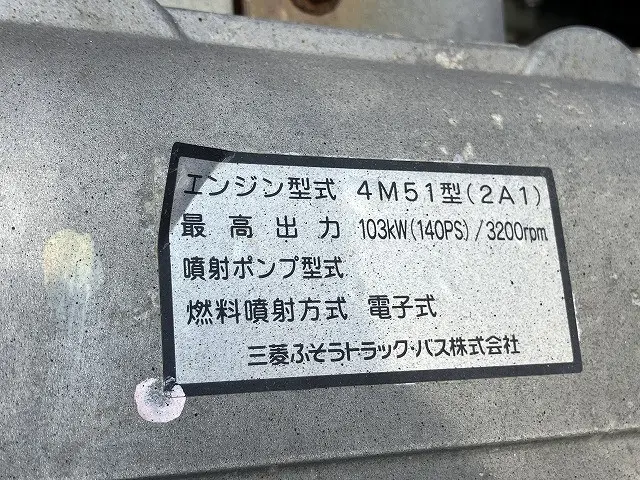 エンジン型式 4M51型(2A1)
最高出力 103kW(140PS)/3200rpm
噴射ポンプ型式
燃料噴射方式 電子式
三菱ふそうトラック・バス株式会社